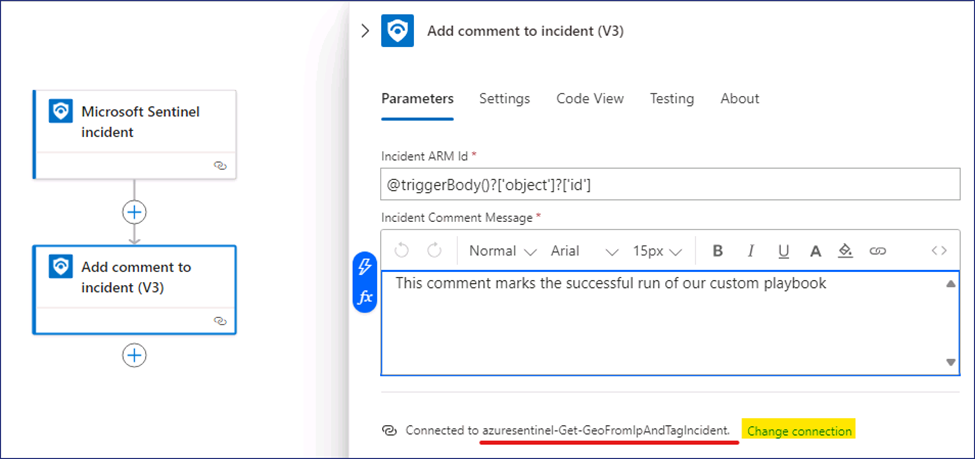 Microsoft Sentinel
incident
Add comment to
incident (V3)
Add comment to incident (V3)
Parameters Settings Code View Testing About
Incident ARM Id *
@triggerBody()?['object']?['id']
Incident Comment Message *
Normal Arial 15px B I U A <>
fx
This comment marks the successful run of our custom playbook
Connected to azuresentinel-Get-GeoFromIpAndTagIncident. Change connection